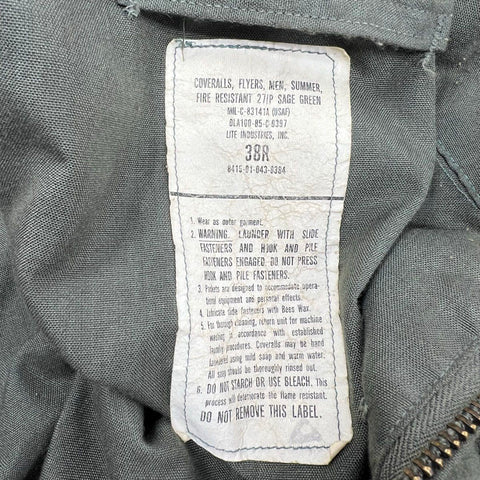 COVERALLS, FLYERS, MEN, SUMMER,
FIRE RESISTANT 27/P SAGE GREEN
MIL-C-83141A (USAF)
DLA100-85-C-0397
LITE INDUSTRIES, INC.
38R
8415-01-043-8384
1. Wear as outer garment.
2. WARNING. LAUNDER WITH SLIDE
FASTENERS AND HOOK AND PILE
FASTENERS ENGAGED. DO NOT PRESS
HOOK AND PILE FASTENERS.
3. Pockets are designed to accommodate opera-
tional equipment and personal effects.
4. Lubricate slide fasteners with Bees Wax.
5. For thorough cleaning, return unit for machine
washing in accordance with established
laundry procedures. Coveralls may be hand
laundered using mild soap and warm water.
All soap should be thoroughly rinsed out.
6. DO NOT STARCH OR USE BLEACH. This
process will deteriorate the flame resistant.
DO NOT REMOVE THIS LABEL.